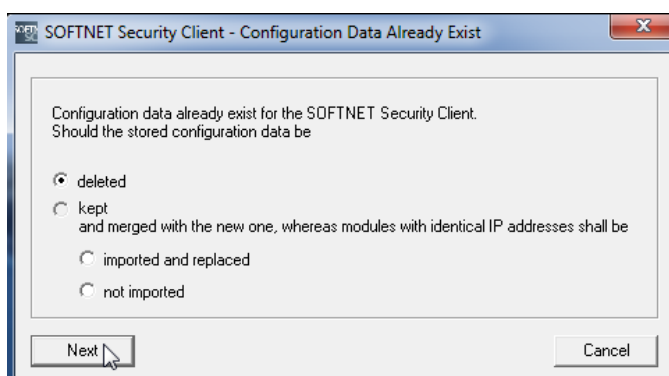 SOFTNET Security Client - Configuration Data Already Exist
Configuration data already exist for the SOFTNET Security Client.
Should the stored configuration data be
deleted
kept
and merged with the new one, whereas modules with identical IP addresses shall be
imported and replaced
not imported
Next
Cancel